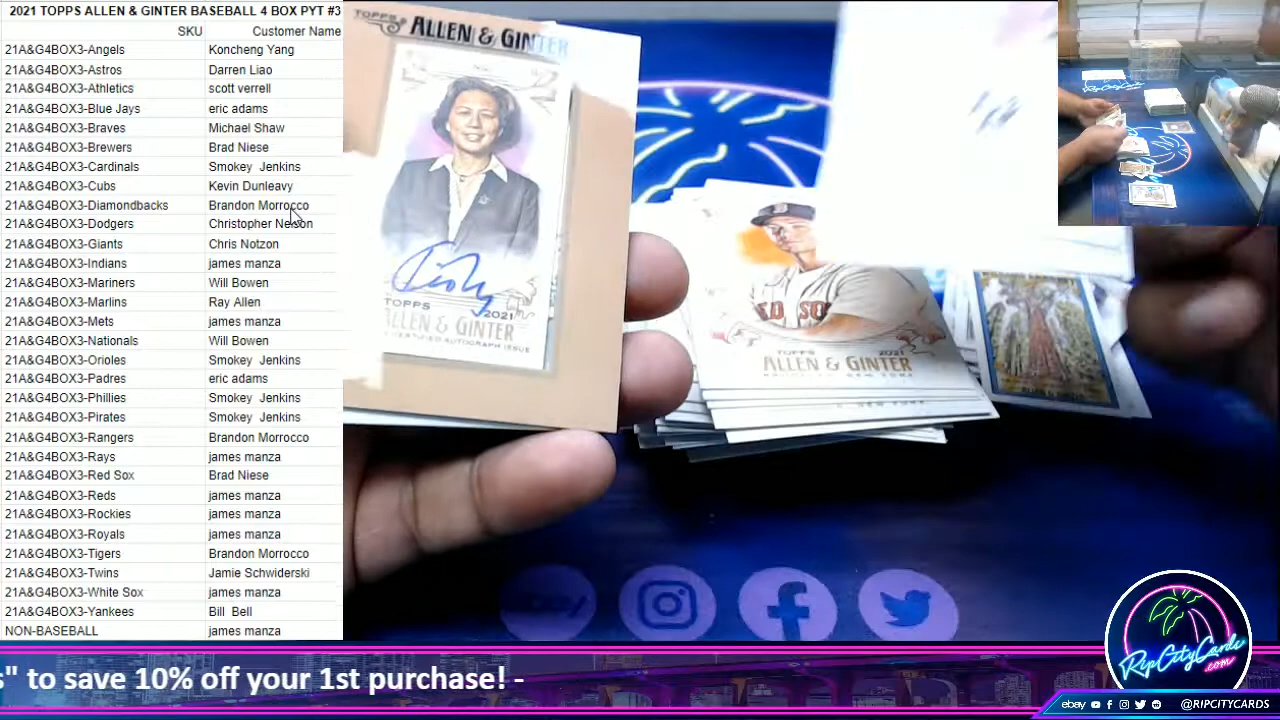 2021 TOPPS ALLEN & GINTER BASEBALL 4 BOX PYT #3
SKU Customer Name
21A&G4BOX3-Angels Koncheng Yang
21A&G4BOX3-Astros Darren Liao
21A&G4BOX3-Athletics scott verrell
21A&G4BOX3-Blue Jays eric adams
21A&G4BOX3-Braves Michael Shaw
21A&G4BOX3-Brewers Brad Niese
21A&G4BOX3-Cardinals Smokey Jenkins
21A&G4BOX3-Cubs Kevin Dunleavy
21A&G4BOX3-Diamondbacks Brandon Morrocco
21A&G4BOX3-Dodgers Christopher Nelson
21A&G4BOX3-Giants Chris Notzon
21A&G4BOX3-Indians james manza
21A&G4BOX3-Mariners Will Bowen
21A&G4BOX3-Marlins Ray Allen
21A&G4BOX3-Mets james manza
21A&G4BOX3-Nationals Will Bowen
21A&G4BOX3-Orioles Smokey Jenkins
21A&G4BOX3-Padres eric adams
21A&G4BOX3-Phillies Smokey Jenkins
21A&G4BOX3-Pirates Smokey Jenkins
21A&G4BOX3-Rangers Brandon Morrocco
21A&G4BOX3-Rays james manza
21A&G4BOX3-Red Sox Brad Niese
21A&G4BOX3-Reds james manza
21A&G4BOX3-Rockies james manza
21A&G4BOX3-Royals james manza
21A&G4BOX3-Tigers Brandon Morrocco
21A&G4BOX3-Twins Jamie Schwiderski
21A&G4BOX3-White Sox james manza
21A&G4BOX3-Yankees Bill Bell
NON-BASEBALL james manza
TOPPS ALLEN & GINTER
TOPPS 2021
ALLEN & GINTER
CERTIFIED AUTOGRAPH ISSUE
RED SO
TOPPS 2021
ALLEN & GINTER
s" to save 10% off your 1st purchase! -
RipCityCards
.com
ebay @RIPCITYCARDS